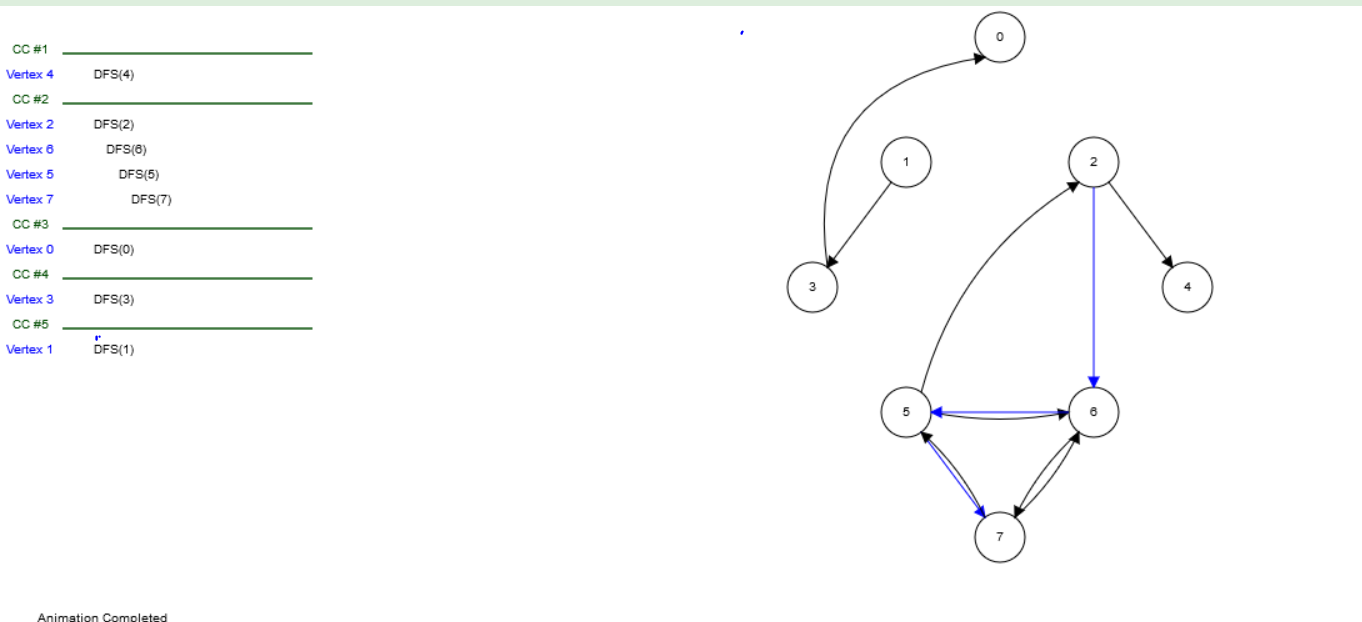 CC #1
Vertex 4 DFS(4)
CC #2
Vertex 2 DFS(2)
Vertex 6 DFS(6)
Vertex 5 DFS(5)
Vertex 7 DFS(7)
CC #3
Vertex 0 DFS(0)
CC #4
Vertex 3 DFS(3)
CC #5
Vertex 1 DFS(1)
0
1
2
3
4
5
6
7
Animation Completed